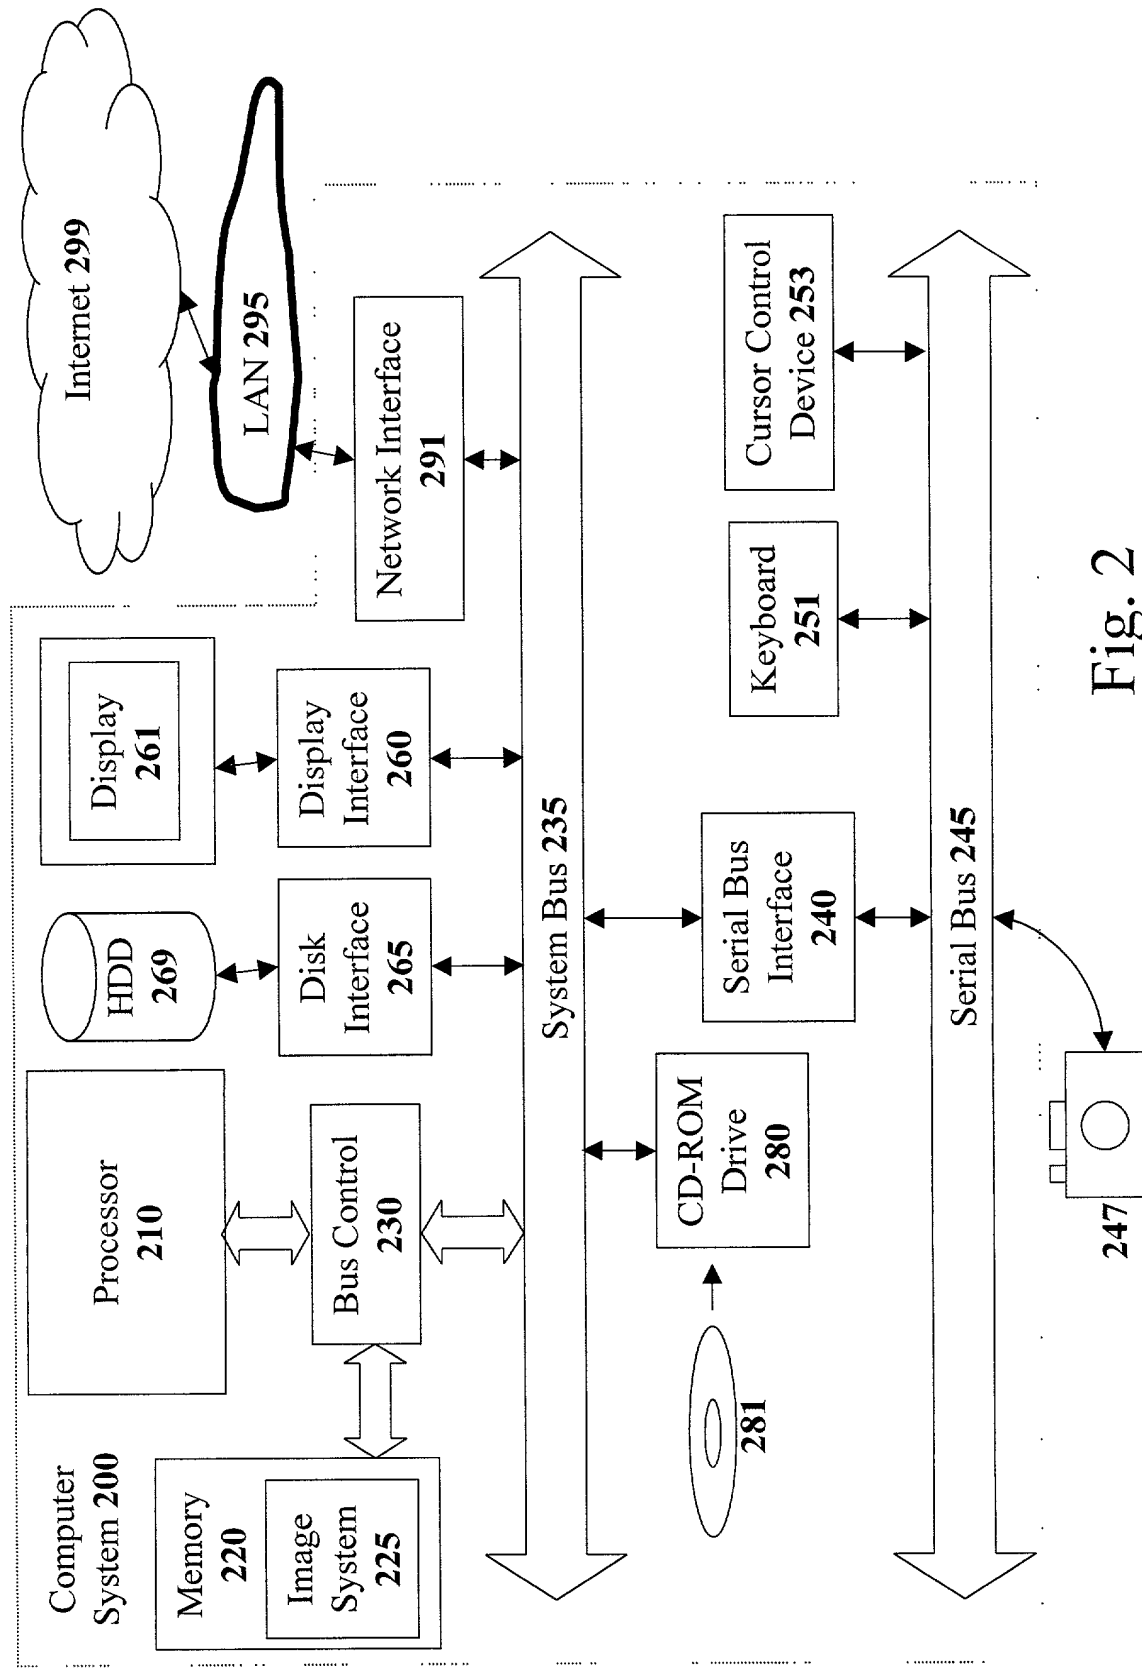 Computer
System 200
Processor
210
HDD
269
Display
261
Internet 299
LAN 295
Memory
220
Image
System
225
Bus Control
230
Disk
Interface
265
Display
Interface
260
Network Interface
291
System Bus 235
281
CD-ROM
Drive
280
Serial Bus
Interface
240
Keyboard
251
Cursor Control
Device 253
Serial Bus 245
247
Fig. 2